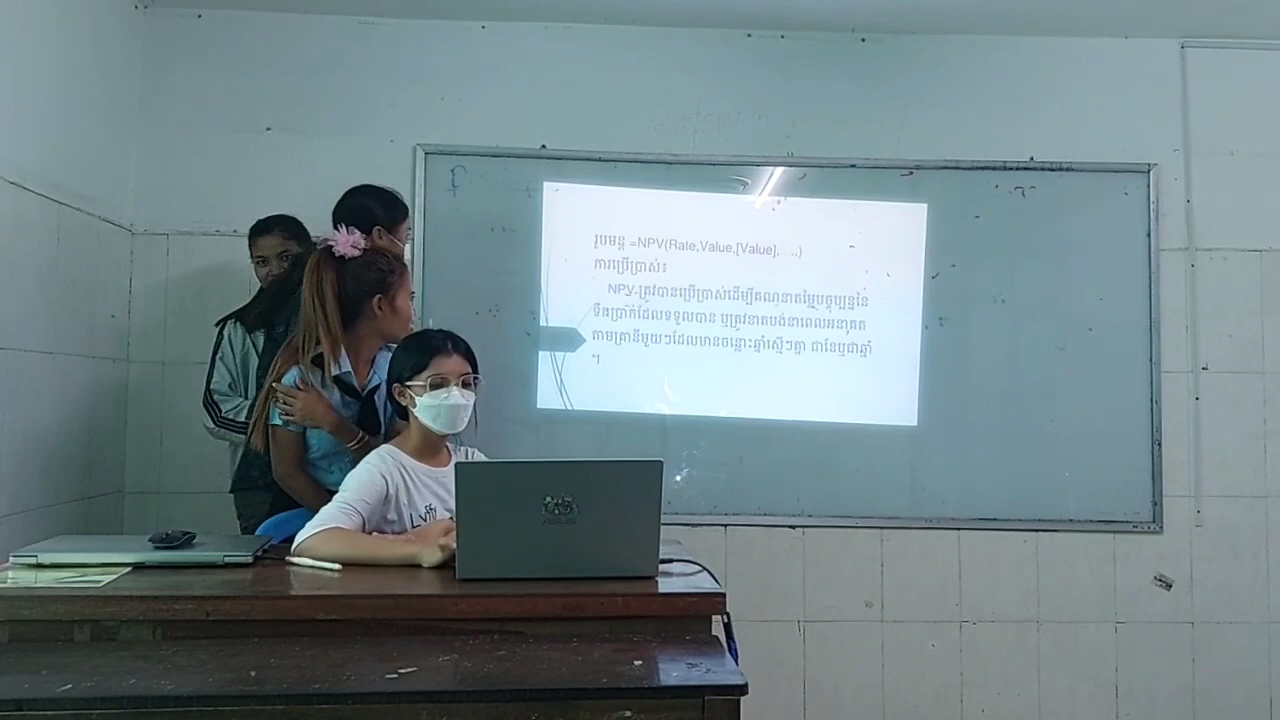 រូបមន្ត =NPV(Rate,Value,[Value], ...)
ការប្រើប្រាស់៖
NPV ត្រូវបានប្រើប្រាស់ដើម្បីគណនាតម្លៃបច្ចុប្បន្ននៃ
ទឹកប្រាក់ដែលទទួលបាន ឬត្រូវខាតបង់នាពេលអនាគត
តាមគ្រានីមួយៗដែលមានចន្លោះឆ្នាំស្មើៗគ្នា ជាខែឬជាឆ្នាំ
។
Lvffy